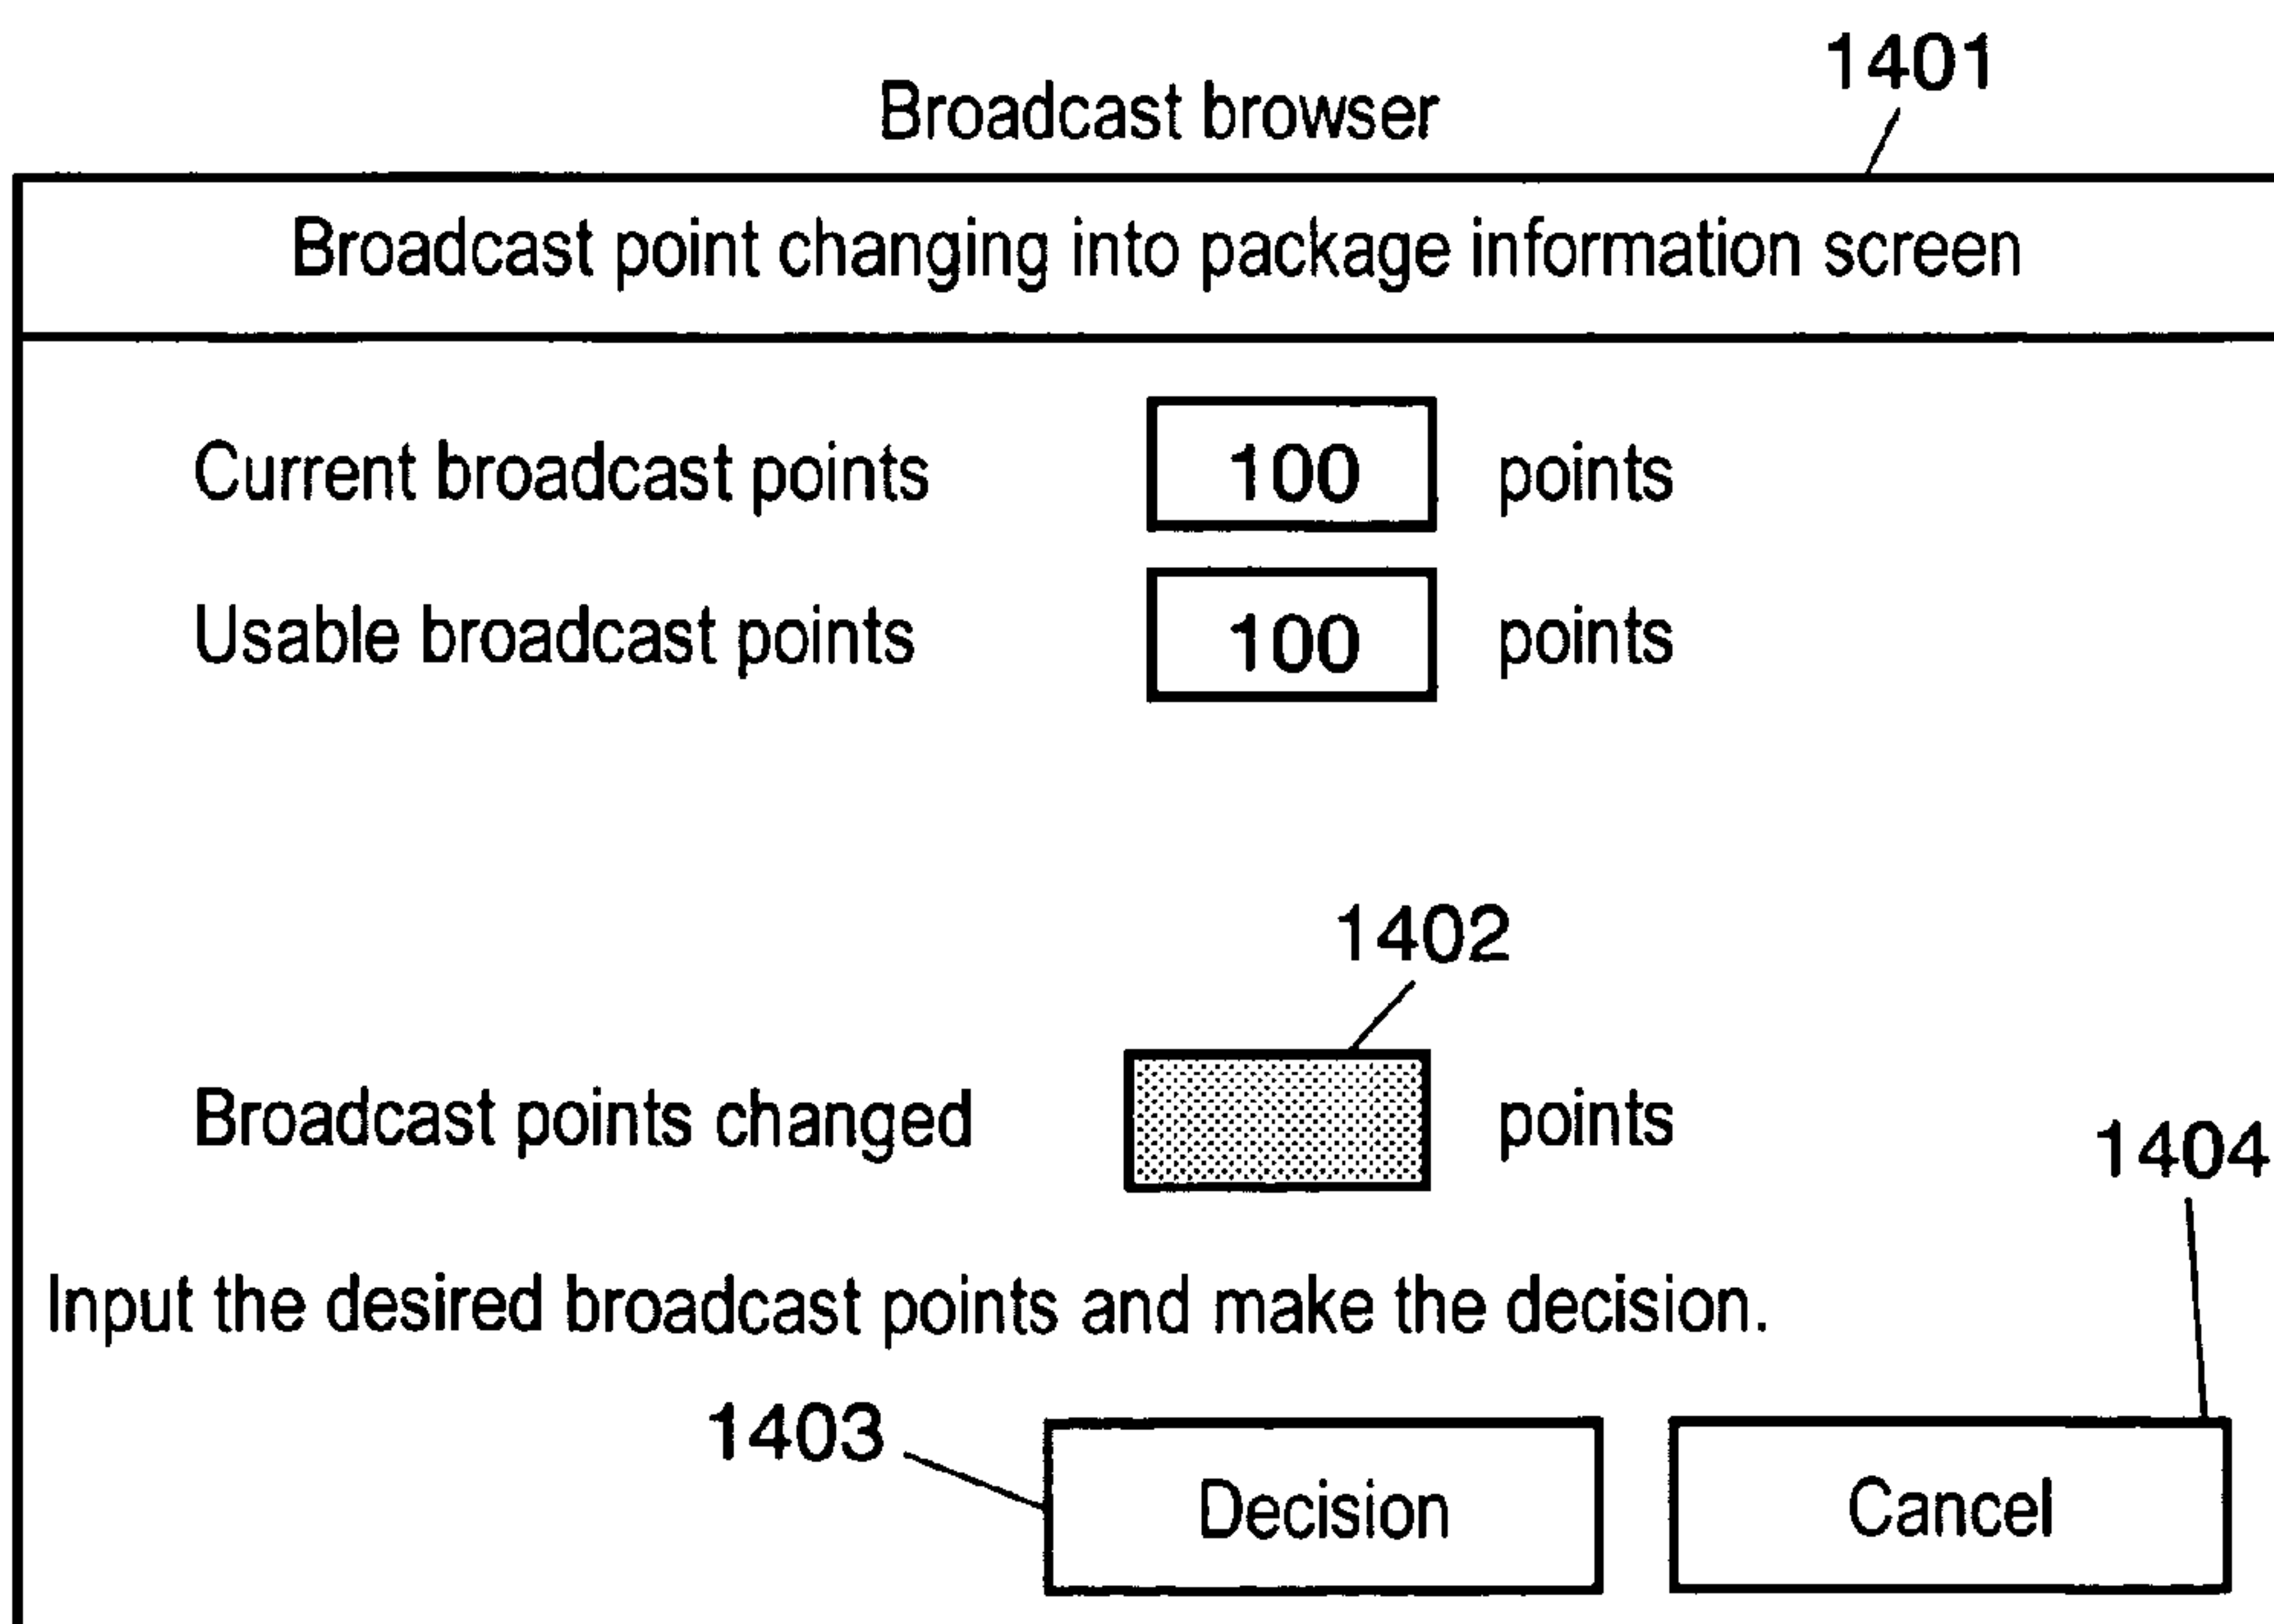 1401
Broadcast browser
Broadcast point changing into package information screen
Current broadcast points 100 points
Usable broadcast points 100 points
1402
Broadcast points changed points
1404
Input the desired broadcast points and make the decision.
1403
Decision Cancel